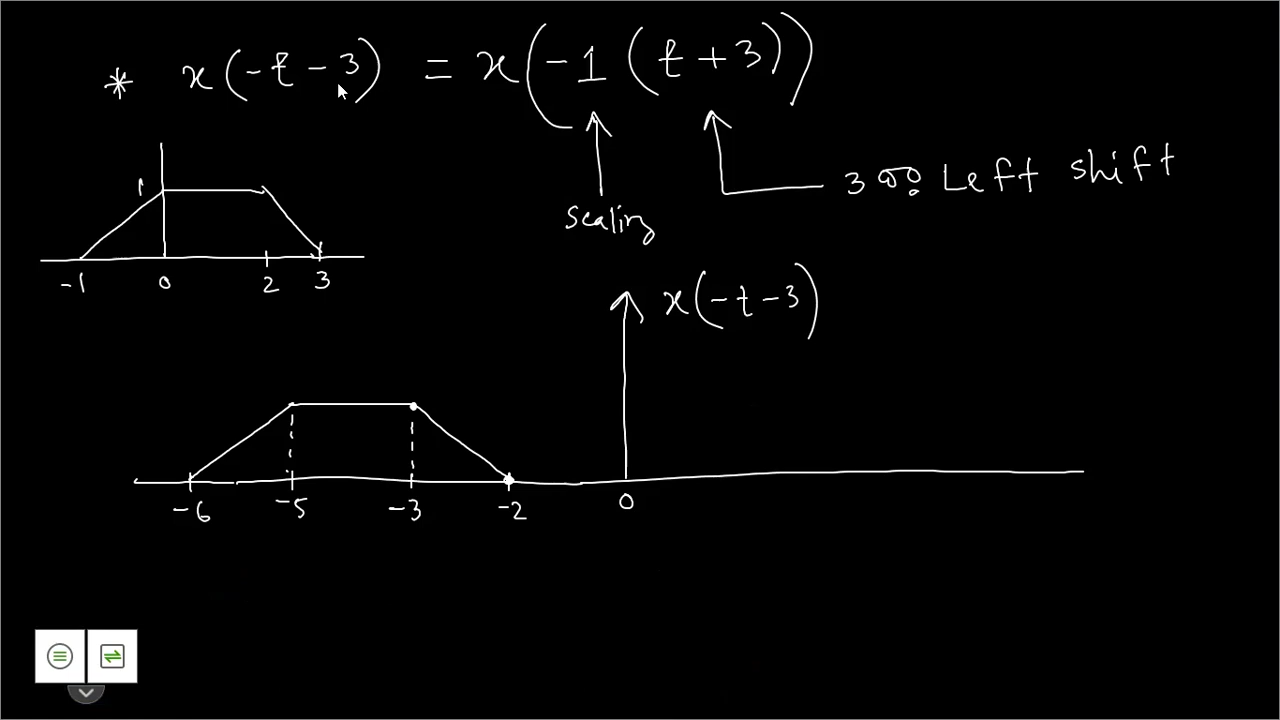 * x(-t-3) = x(-1(t+3))
scaling
3 Left shift
1
-1 0 2 3
x(-t-3)
-6 -5 -3 -2 0